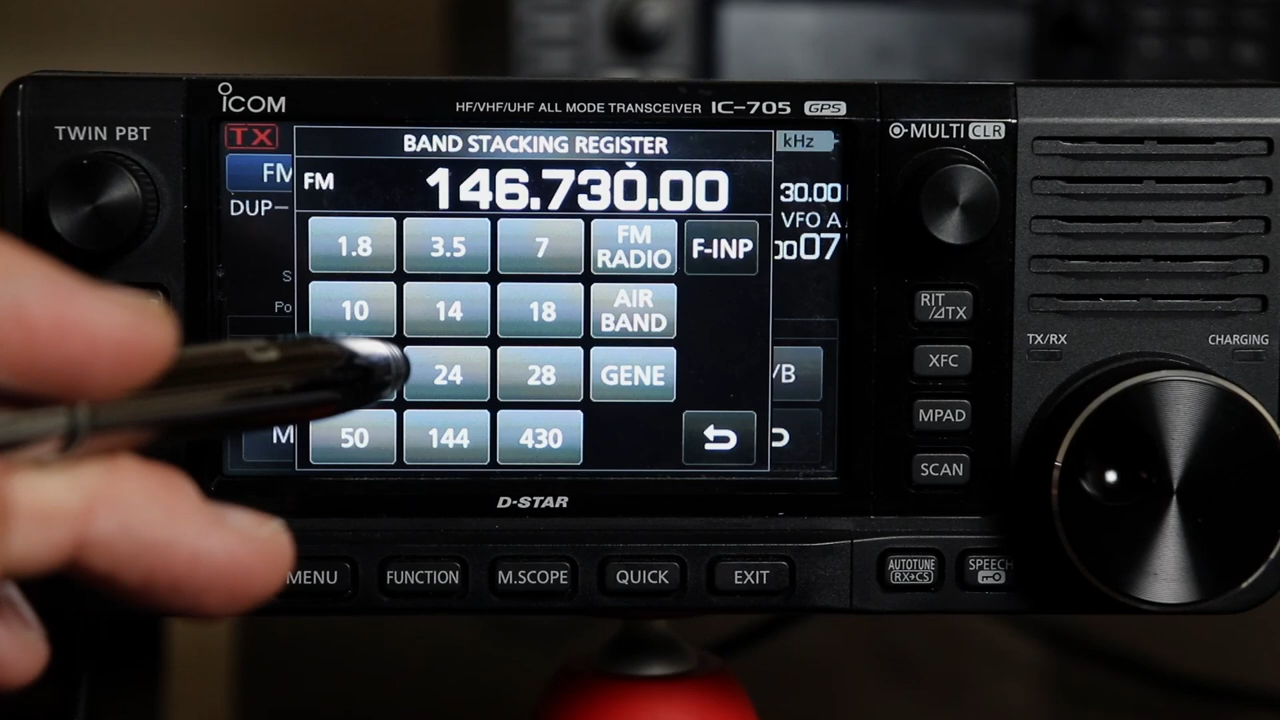 ICOM
HF/VHF/UHF ALL MODE TRANSCEIVER IC-705 GPS
TWIN PBT
MULTI CLR
TX
BAND STACKING REGISTER
kHz
FM
FM
146.730.00
30.00
DUP-
VFO A
07
1.8
3.5
7
FM RADIO
F-INP
S
Po
10
14
18
AIR BAND
RIT
/⊿TX
TX/RX
CHARGING
24
28
GENE
/B
XFC
MPAD
M
50
144
430
SCAN
D-STAR
MENU
FUNCTION
M.SCOPE
QUICK
EXIT
AUTOTUNE
RX→CS
SPEECH